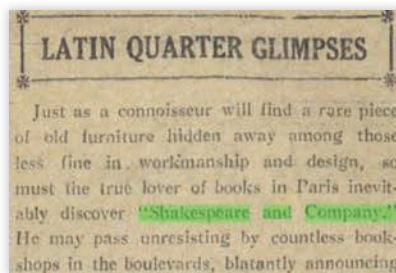 LATIN QUARTER GLIMPSES
Just as a connoisseur will find a rare piece
of old furniture hidden away among those
less fine in workmanship and design, so
must the true lover of books in Paris inevit-
ably discover "Shakespeare and Company."
He may pass unresisting by countless book-
shops in the boulevards, blatantly announcing